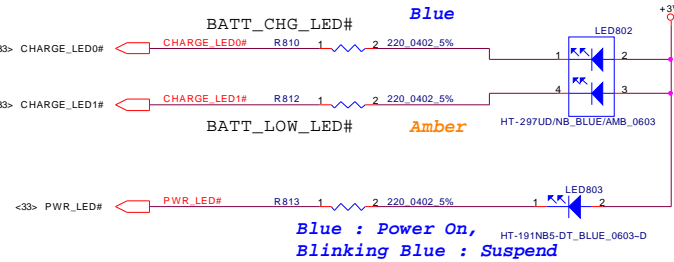 Blue
+3V
BATT_CHG_LED#
LED802
33> CHARGE_LED0# CHARGE_LED0# R810 1 2 220_0402_5% 1 2
33> CHARGE_LED1# CHARGE_LED1# R812 1 2 220_0402_5% 4 3
BATT_LOW_LED# Amber HT-297UD/NB_BLUE/AMB_0603
LED803
<33> PWR_LED# PWR_LED# R813 1 2 220_0402_5% 1 2
Blue : Power On,
HT-191NB5-DT_BLUE_0603~D
Blinking Blue : Suspend